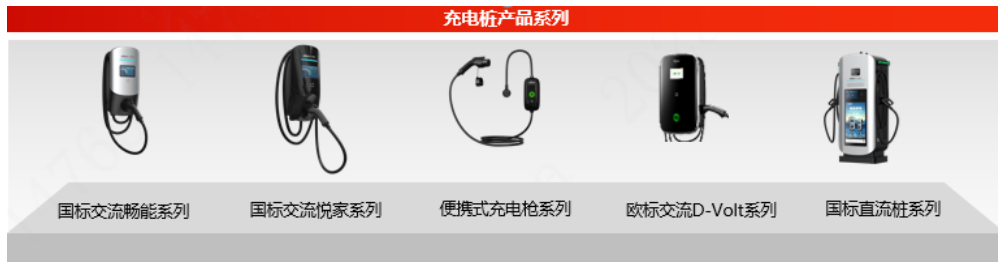 充电桩产品系列
国标交流畅能系列
国标交流悦家系列
便携式充电枪系列
欧标交流D-Volt系列
国标直流桩系列